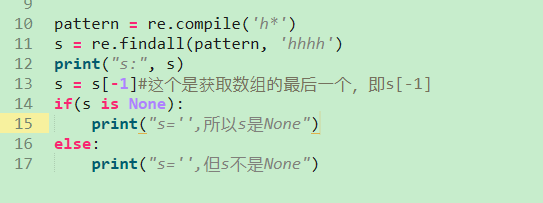 9
10 pattern = re.compile('h*')
11 s = re.findall(pattern, 'hhhh')
12 print("s:", s)
13 s = s[-1]#这个是获取数组的最后一个，即s[-1]
14 if(s is None):
15     print("s='',所以s是None")
16 else:
17     print("s='',但s不是None")